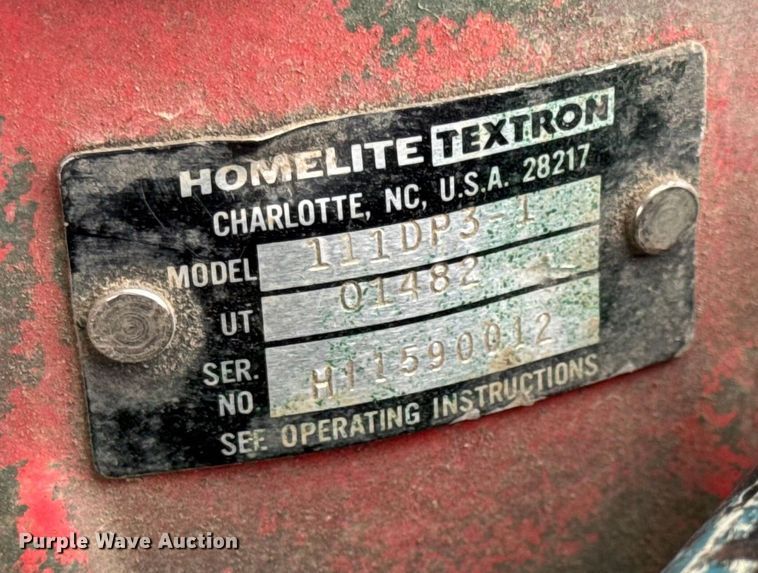 HOMELITE TEXTRON
CHARLOTTE, NC, U.S.A. 28217
MODEL 111DP3-1
UT 01482
SER. NO H11590012
SEE OPERATING INSTRUCTIONS
Purple Wave Auction